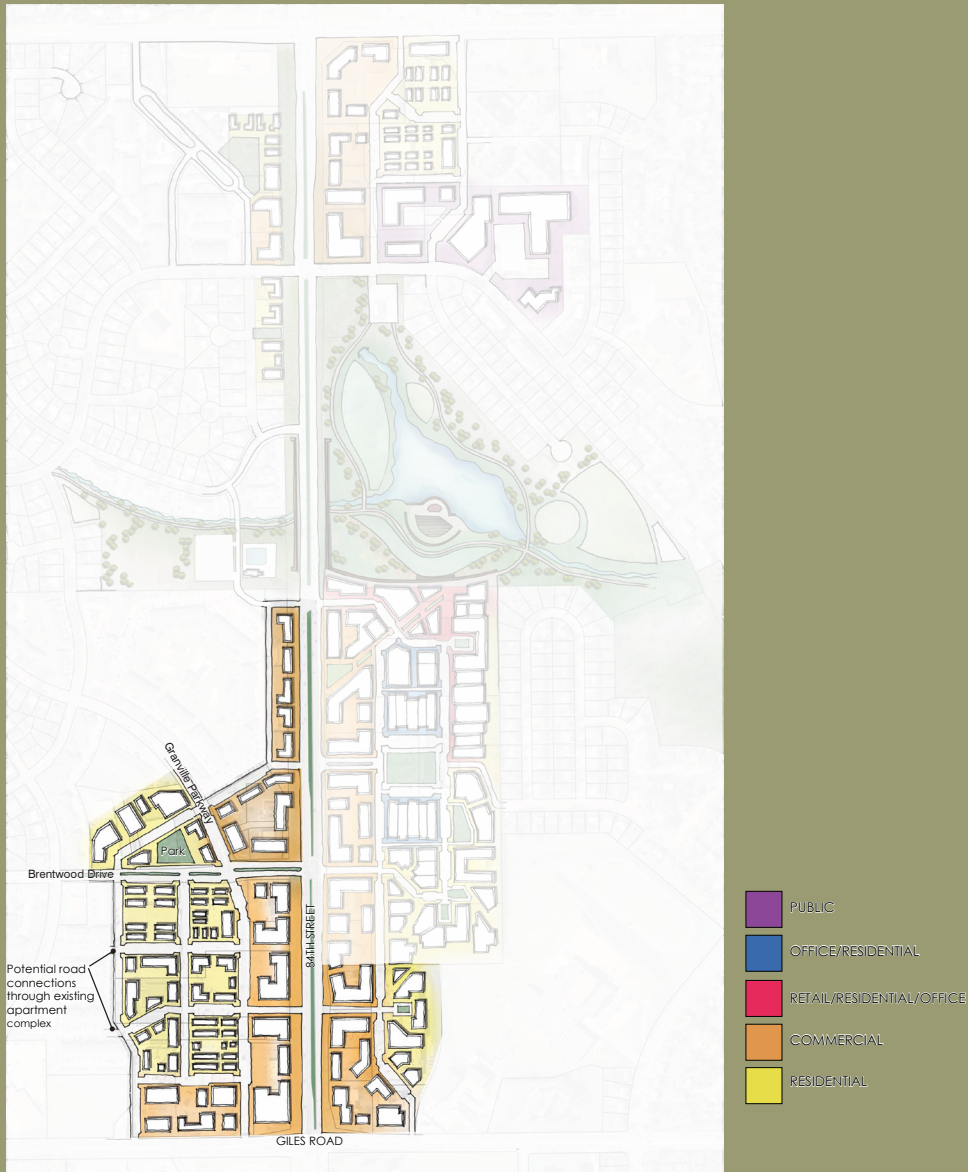 Granville Parkway
Park
Brentwood Drive
84TH STREET
Potential road
connections
through existing
apartment
complex
GILES ROAD
PUBLIC
OFFICE/RESIDENTIAL
RETAIL/RESIDENTIAL/OFFICE
COMMERCIAL
RESIDENTIAL